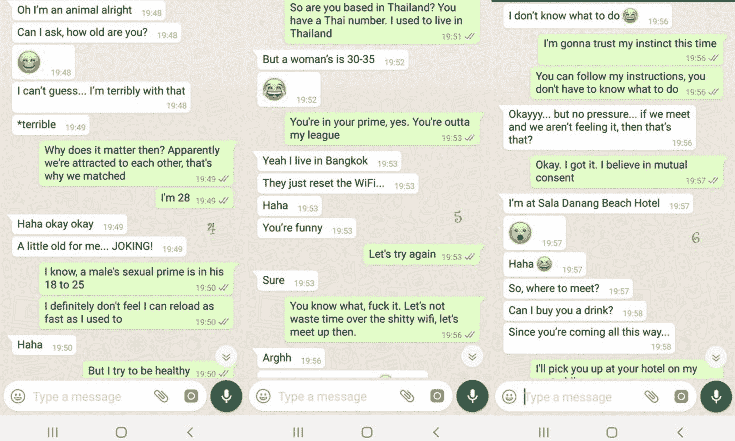 Oh I'm an animal alright 19:48
Can I ask, how old are you? 19:48
19:48
I can't guess... I'm terribly with that
19:48
*terrible 19:49
Why does it matter then? Apparently
we're attracted to each other, that's
why we matched 19:49
I'm 28 19:49
Haha okay okay 19:49
A little old for me... JOKING! 19:49
I know, a male's sexual prime is in his
18 to 25 19:50
I definitely don't feel I can reload as
fast as I used to 19:50
Haha 19:50
But I try to be healthy 19:50
4
Type a message
So are you based in Thailand? You
have a Thai number. I used to live in
Thailand 19:51
But a woman's is 30-35 19:52
19:52
You're in your prime, yes. You're outta
my league 19:53
Yeah I live in Bangkok 19:53
They just reset the WiFi... 19:53
Haha 19:53
You're funny 19:53
5
Let's try again 19:53
Sure 19:53
You know what, fuck it. Let's not
waste time over the shitty wifi, let's
meet up then. 19:56
Arghh 19:56
Type a message
I don't know what to do 19:56
I'm gonna trust my instinct this time
19:56
You can follow my instructions, you
don't have to know what to do 19:56
Okayyy... but no pressure... if we meet
and we aren't feeling it, then that's
that? 19:56
Okay. I got it. I believe in mutual
consent 19:57
I'm at Sala Danang Beach Hotel 19:57
19:57
6
Haha 19:57
So, where to meet? 19:57
Can I buy you a drink? 19:58
Since you're coming all this way...
19:58
I'll pick you up at your hotel on my
Type a message